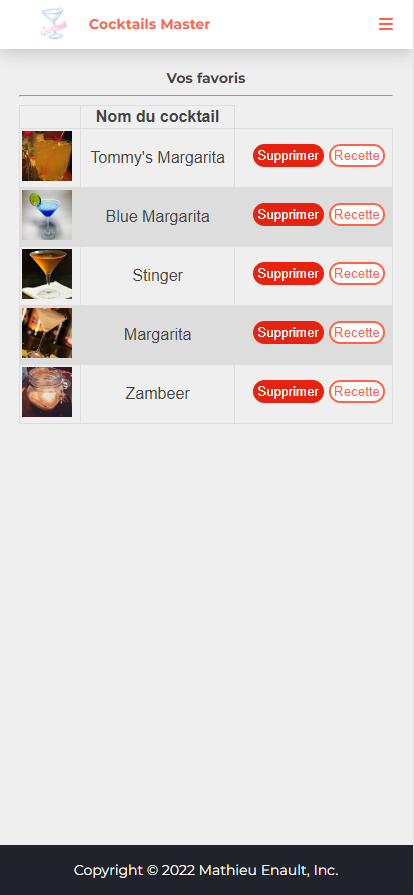 Cocktails
Cocktails Master
Vos favoris
Nom du cocktail
Tommy's Margarita Supprimer Recette
Blue Margarita Supprimer Recette
Stinger Supprimer Recette
Margarita Supprimer Recette
Zambeer Supprimer Recette
Copyright © 2022 Mathieu Enault, Inc.